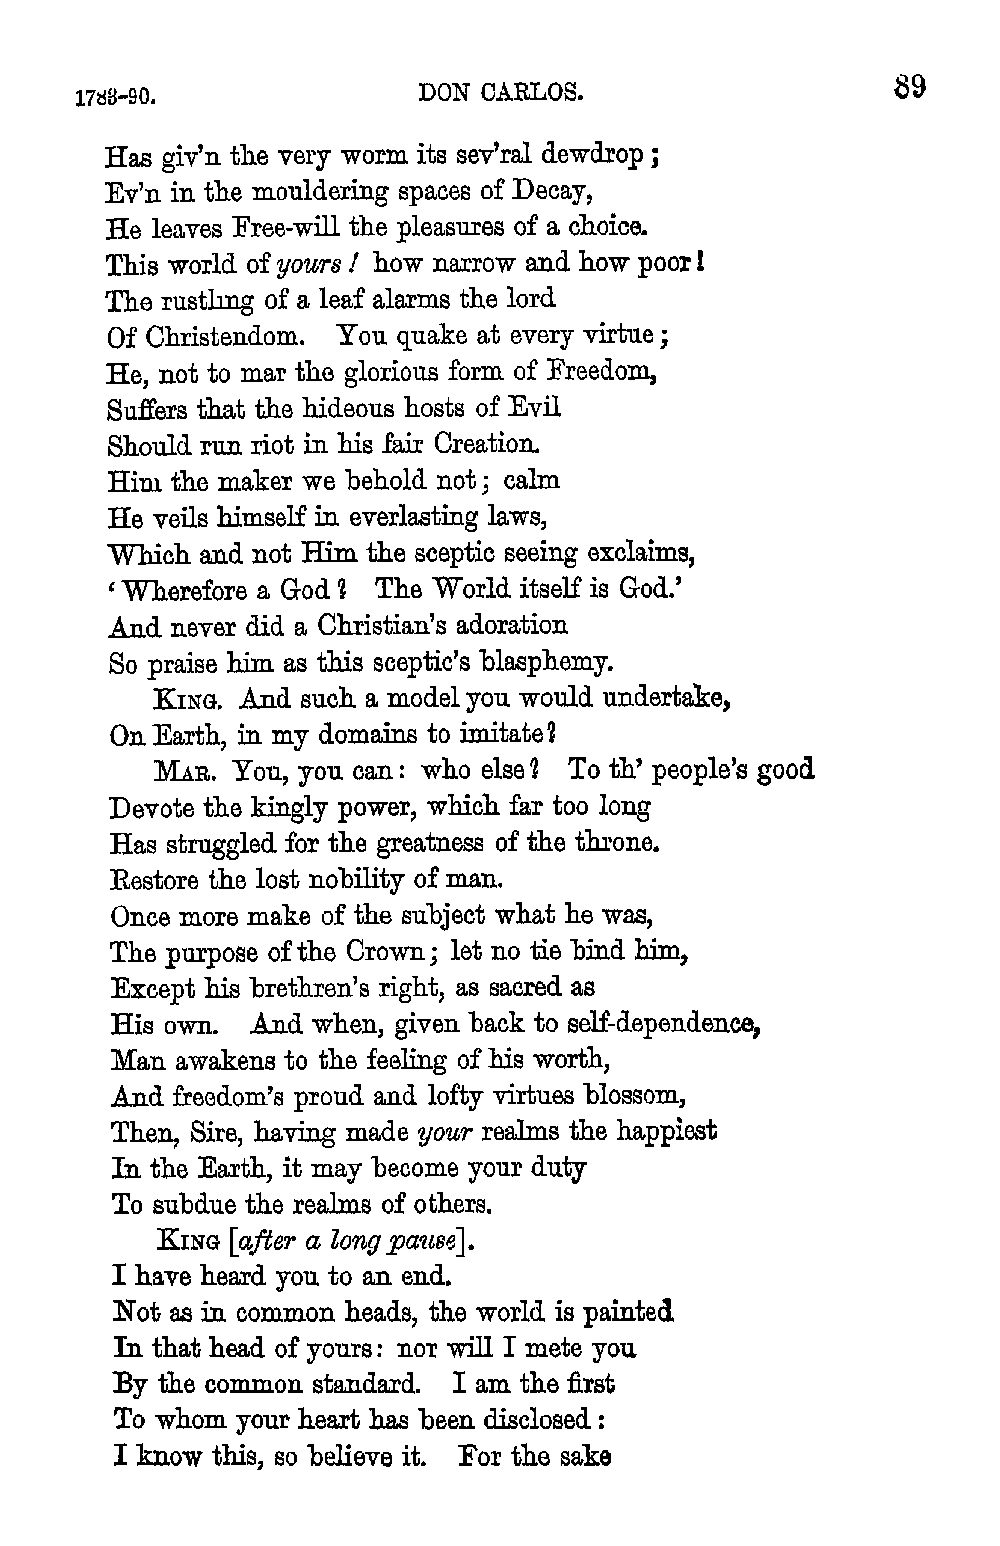 1783-90. DON CARLOS. 89
Has giv'n the very worm its sev'ral dewdrop;
Ev'n in the mouldering spaces of Decay,
He leaves Free-will the pleasures of a choice.
This world of yours! how narrow and how poor!
The rustling of a leaf alarms the lord
Of Christendom. You quake at every virtue;
He, not to mar the glorious form of Freedom,
Suffers that the hideous hosts of Evil
Should run riot in his fair Creation.
Him the maker we behold not; calm
He veils himself in everlasting laws,
Which and not Him the sceptic seeing exclaims,
'Wherefore a God? The World itself is God.'
And never did a Christian's adoration
So praise him as this sceptic's blasphemy.
KING. And such a model you would undertake,
On Earth, in my domains to imitate?
MAR. You, you can: who else? To th' people's good
Devote the kingly power, which far too long
Has struggled for the greatness of the throne.
Restore the lost nobility of man.
Once more make of the subject what he was,
The purpose of the Crown; let no tie bind him,
Except his brethren's right, as sacred as
His own. And when, given back to self-dependence,
Man awakens to the feeling of his worth,
And freedom's proud and lofty virtues blossom,
Then, Sire, having made your realms the happiest
In the Earth, it may become your duty
To subdue the realms of others.
KING [after a long pause].
I have heard you to an end.
Not as in common heads, the world is painted
In that head of yours: nor will I mete you
By the common standard. I am the first
To whom your heart has been disclosed:
I know this, so believe it. For the sake